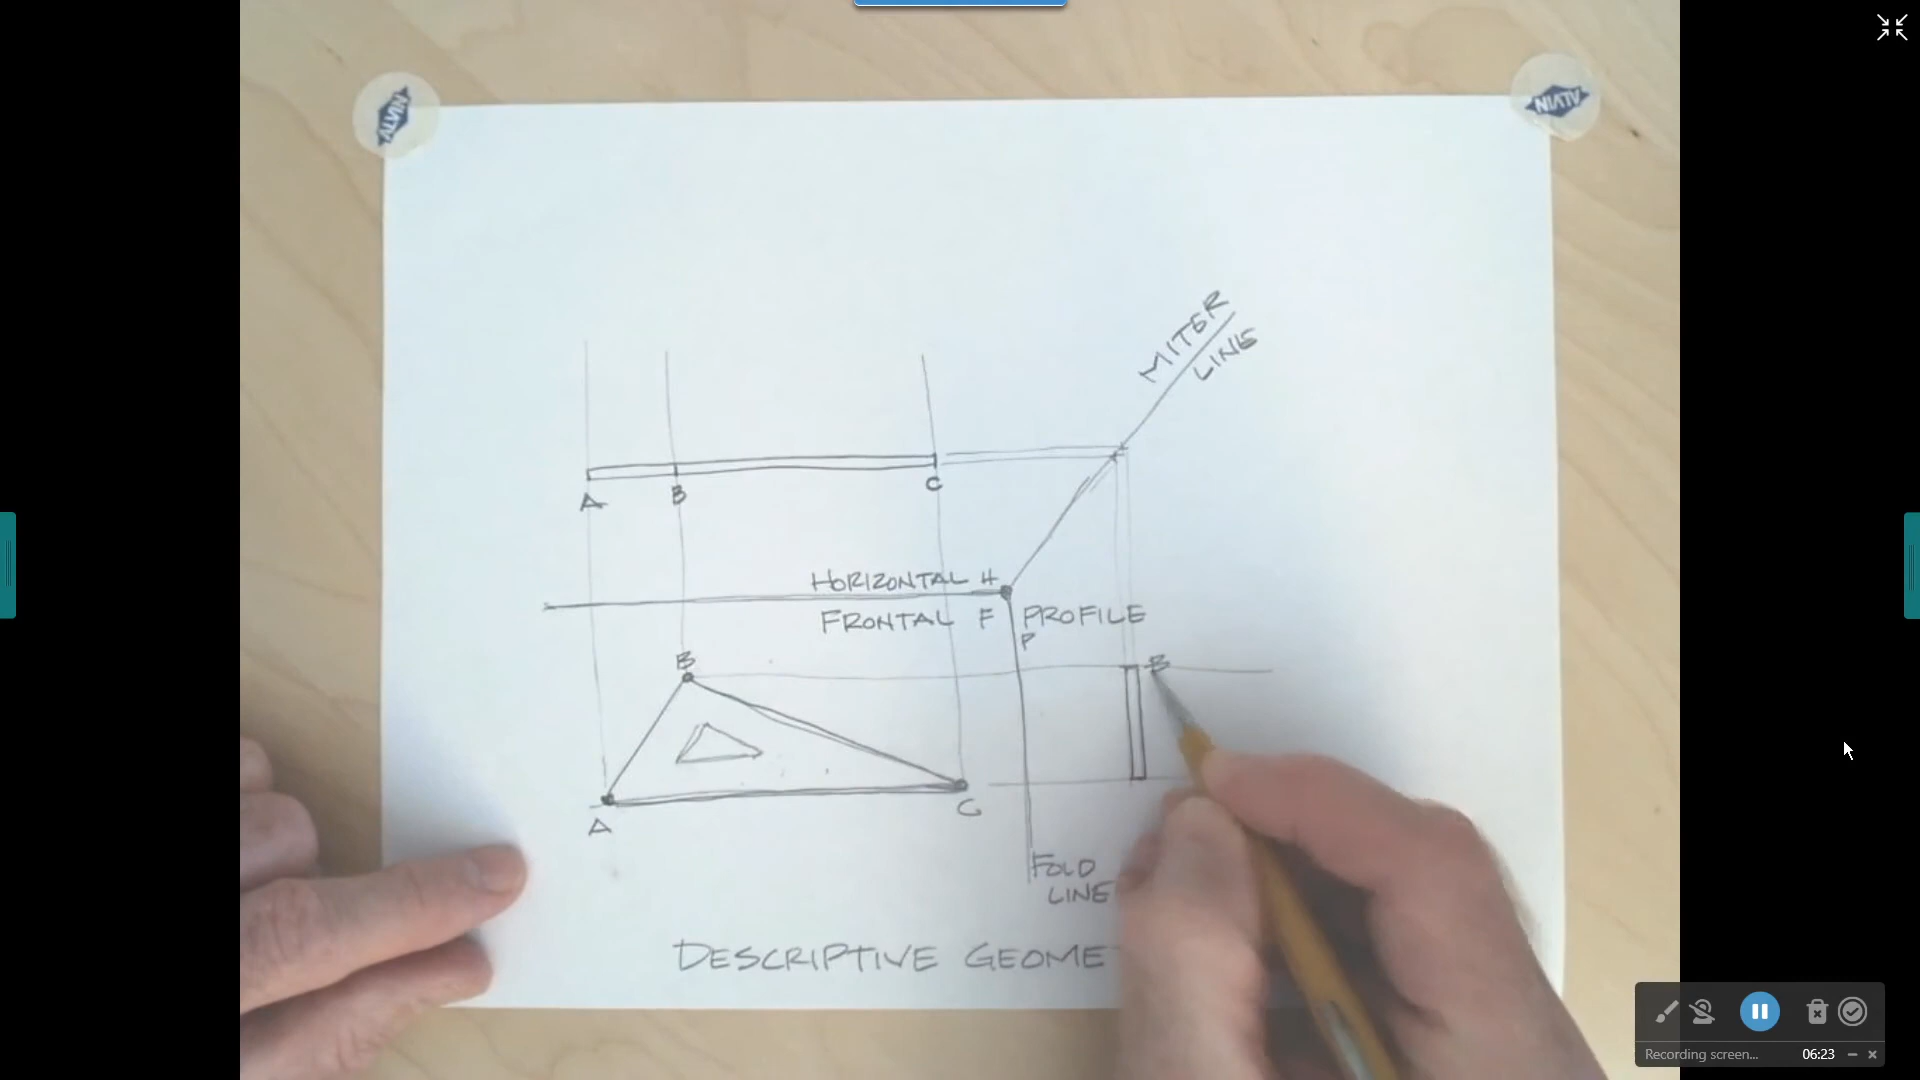 ALVIN
ALVIN
MITER
LINE
A
B
C
HORIZONTAL H
FRONTAL F
PROFILE
P
B
B
A
C
FOLD
LINE
DESCRIPTIVE GEOME
Recording screen...
06:23